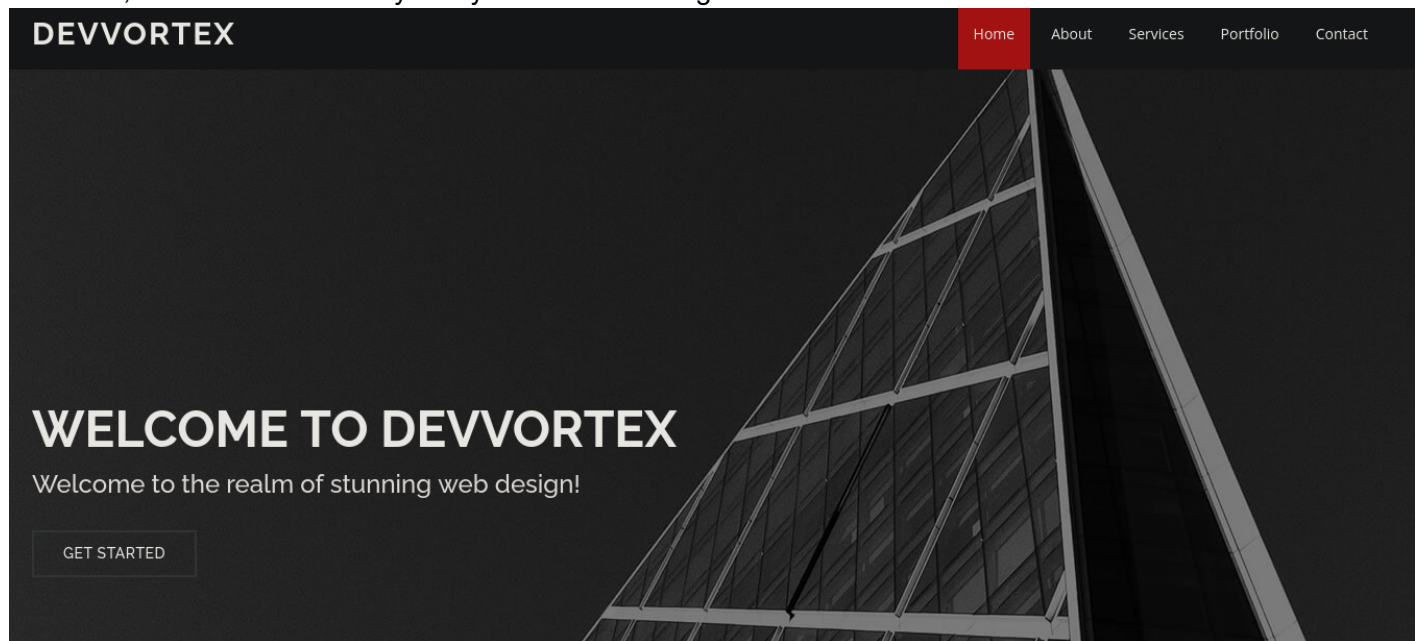 DEVVORTEX
Home About Services Portfolio Contact
WELCOME TO DEVVORTEX
Welcome to the realm of stunning web design!
GET STARTED